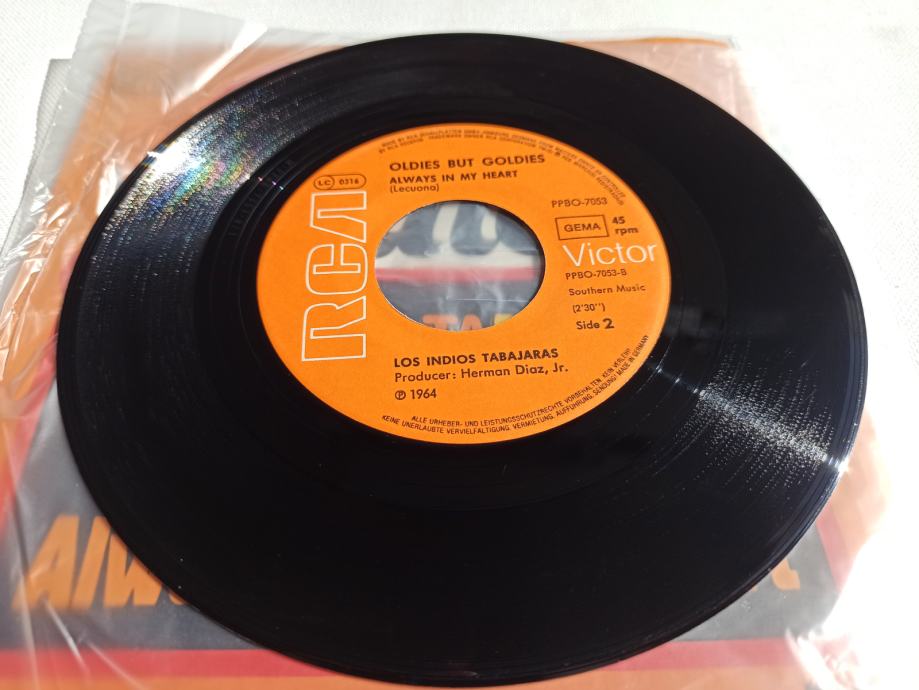 OLDIES BUT GOLDIES
ALWAYS IN MY HEART
(Lecuona)
LC 0316
PPBO-7053
GEMA
45
rpm
RCA
Victor
PPBO-7053-B
Southern Music
(2'30'')
Side 2
LOS INDIOS TABAJARAS
Producer: Herman Diaz, Jr.
℗ 1964
ALLE URHEBER- UND LEISTUNGSSCHUTZRECHTE VORBEHALTEN. KEIN VERLEIH!
KEINE UNERLAUBTE VERVIELFÄLTIGUNG, VERMIETUNG, AUFFÜHRUNG, SENDUNG! MADE IN GERMANY